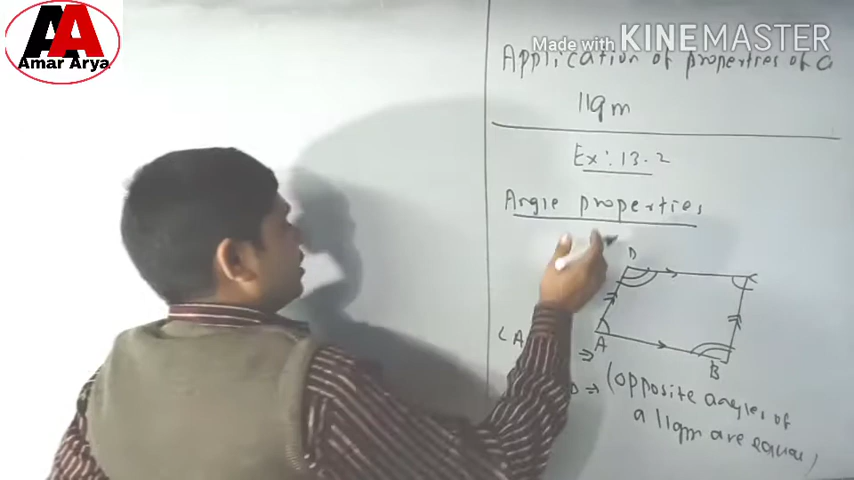 AA
Amar Arya
Made with KINEMASTER
Application of properties of a
llgm
Ex:. 13.2
Angle properties
D
C
A
B
∠A
⇒
D ⇒ (opposite angles of
a llgm are equal)